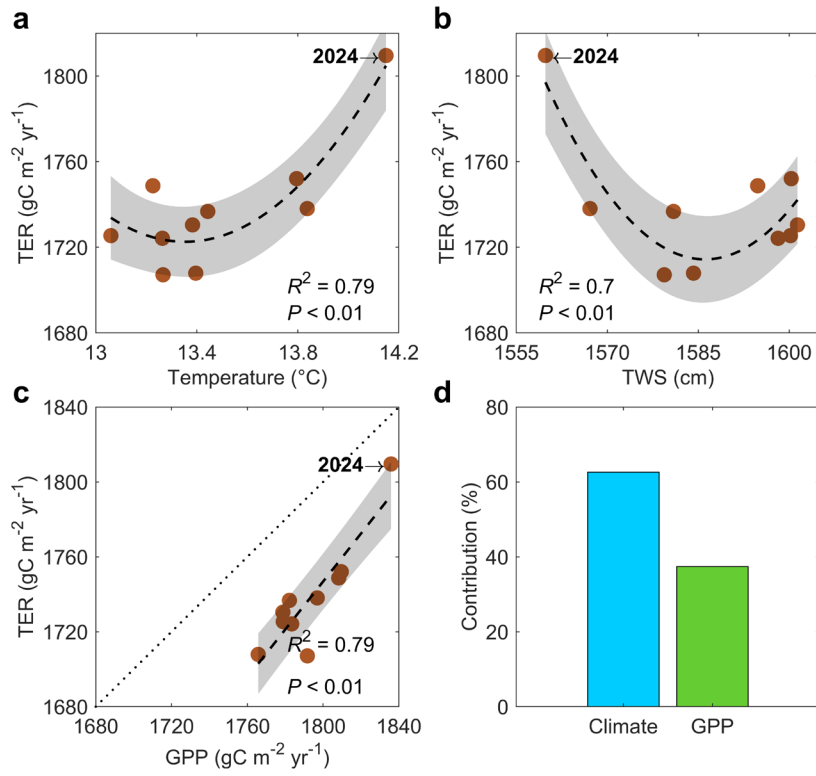 a
TER (gC m⁻² yr⁻¹)
1800
1760
1720
1680
2024
R² = 0.79
P < 0.01
13
13.4
13.8
14.2
Temperature (°C)
b
TER (gC m⁻² yr⁻¹)
1800
1760
1720
1680
2024
R² = 0.7
P < 0.01
1555
1570
1585
1600
TWS (cm)
c
TER (gC m⁻² yr⁻¹)
1840
1800
1760
1720
1680
2024
R² = 0.79
P < 0.01
1680
1720
1760
1800
1840
GPP (gC m⁻² yr⁻¹)
d
Contribution (%)
80
60
40
20
0
Climate
GPP